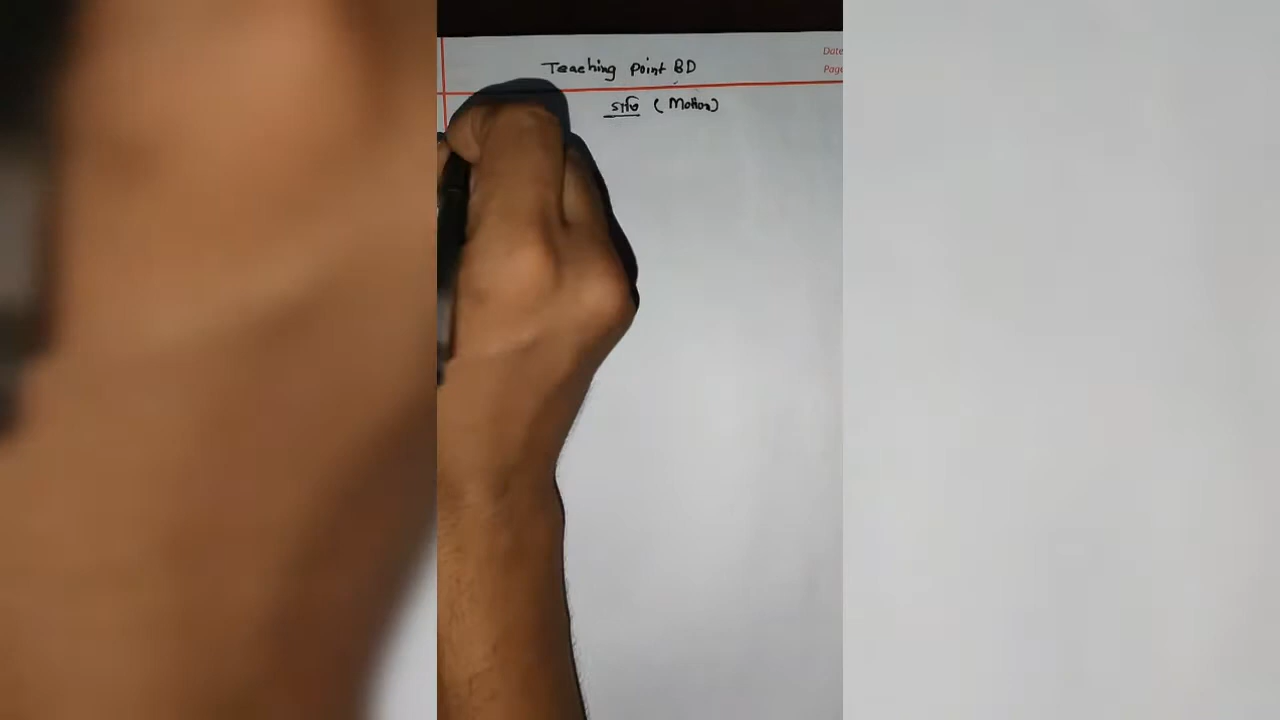 Teaching Point BD
Date
Page
গতি (Motion)